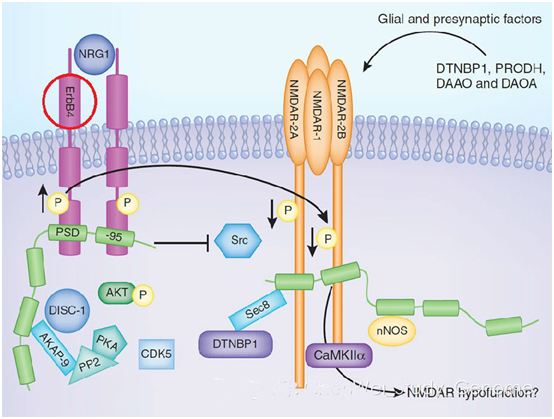 Glial and presynaptic factors
NRG1
DTNBP1, PRODH,
DAAO and DAOA
ErbB4
NMDAR-2A
NMDAR-1
NMDAR-2B
P
P
P
P
PSD
-95
Src
AKT
P
Sec8
DISC-1
AKAP-9
PKA
PP2
CDK5
DTNBP1
nNOS
CaMKIIα
NMDAR hypofunction?